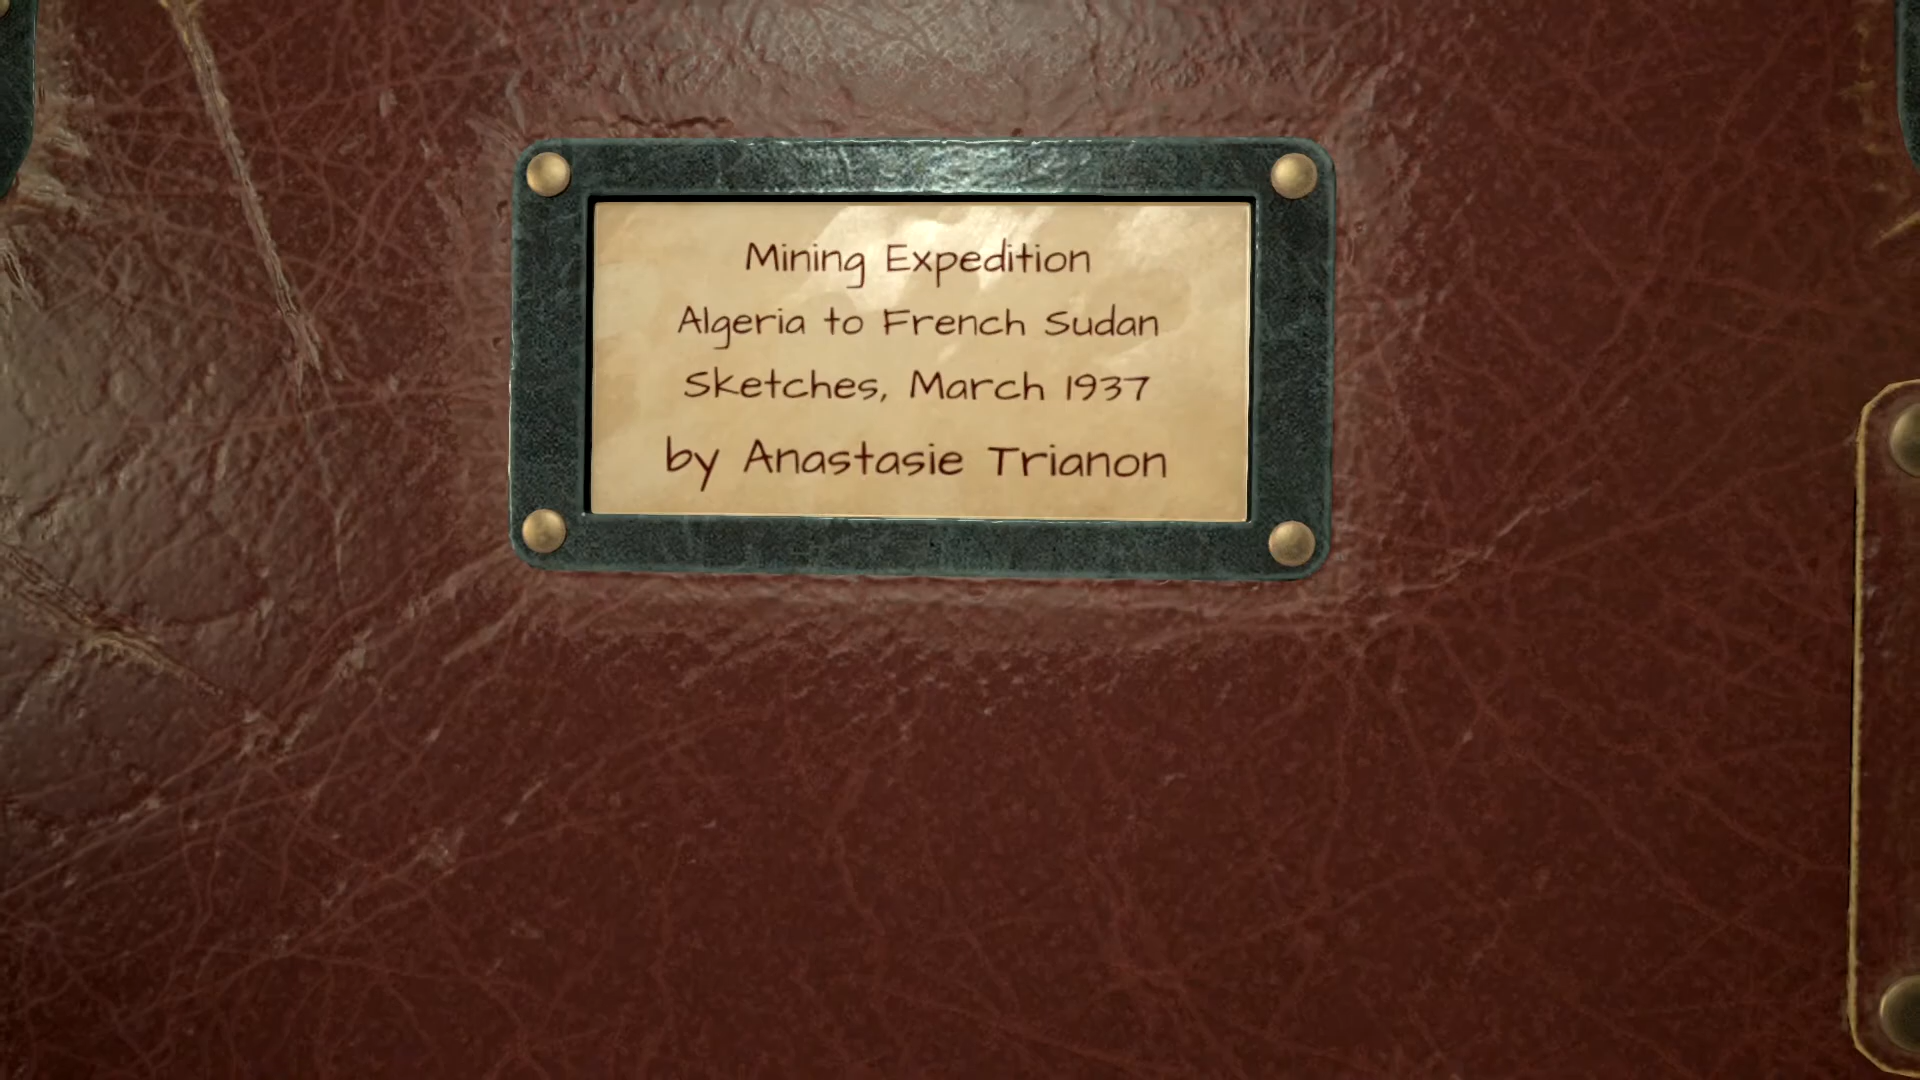 Mining Expedition
Algeria to French Sudan
Sketches, March 1937
by Anastasie Trianon